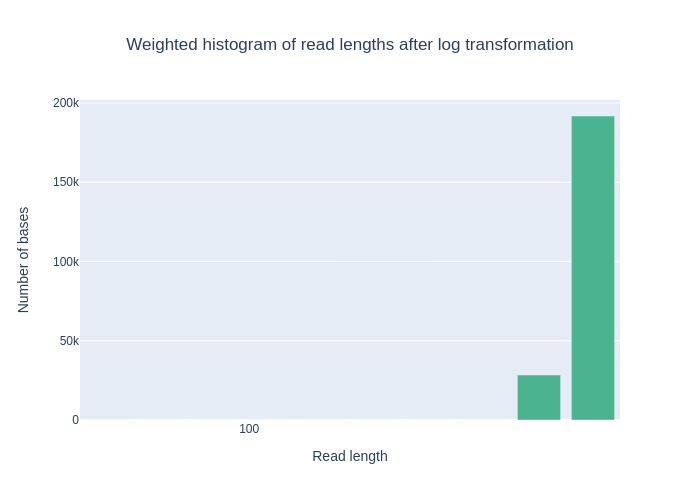 Weighted histogram of read lengths after log transformation
200k
150k
100k
50k
0
100
Number of bases
Read length